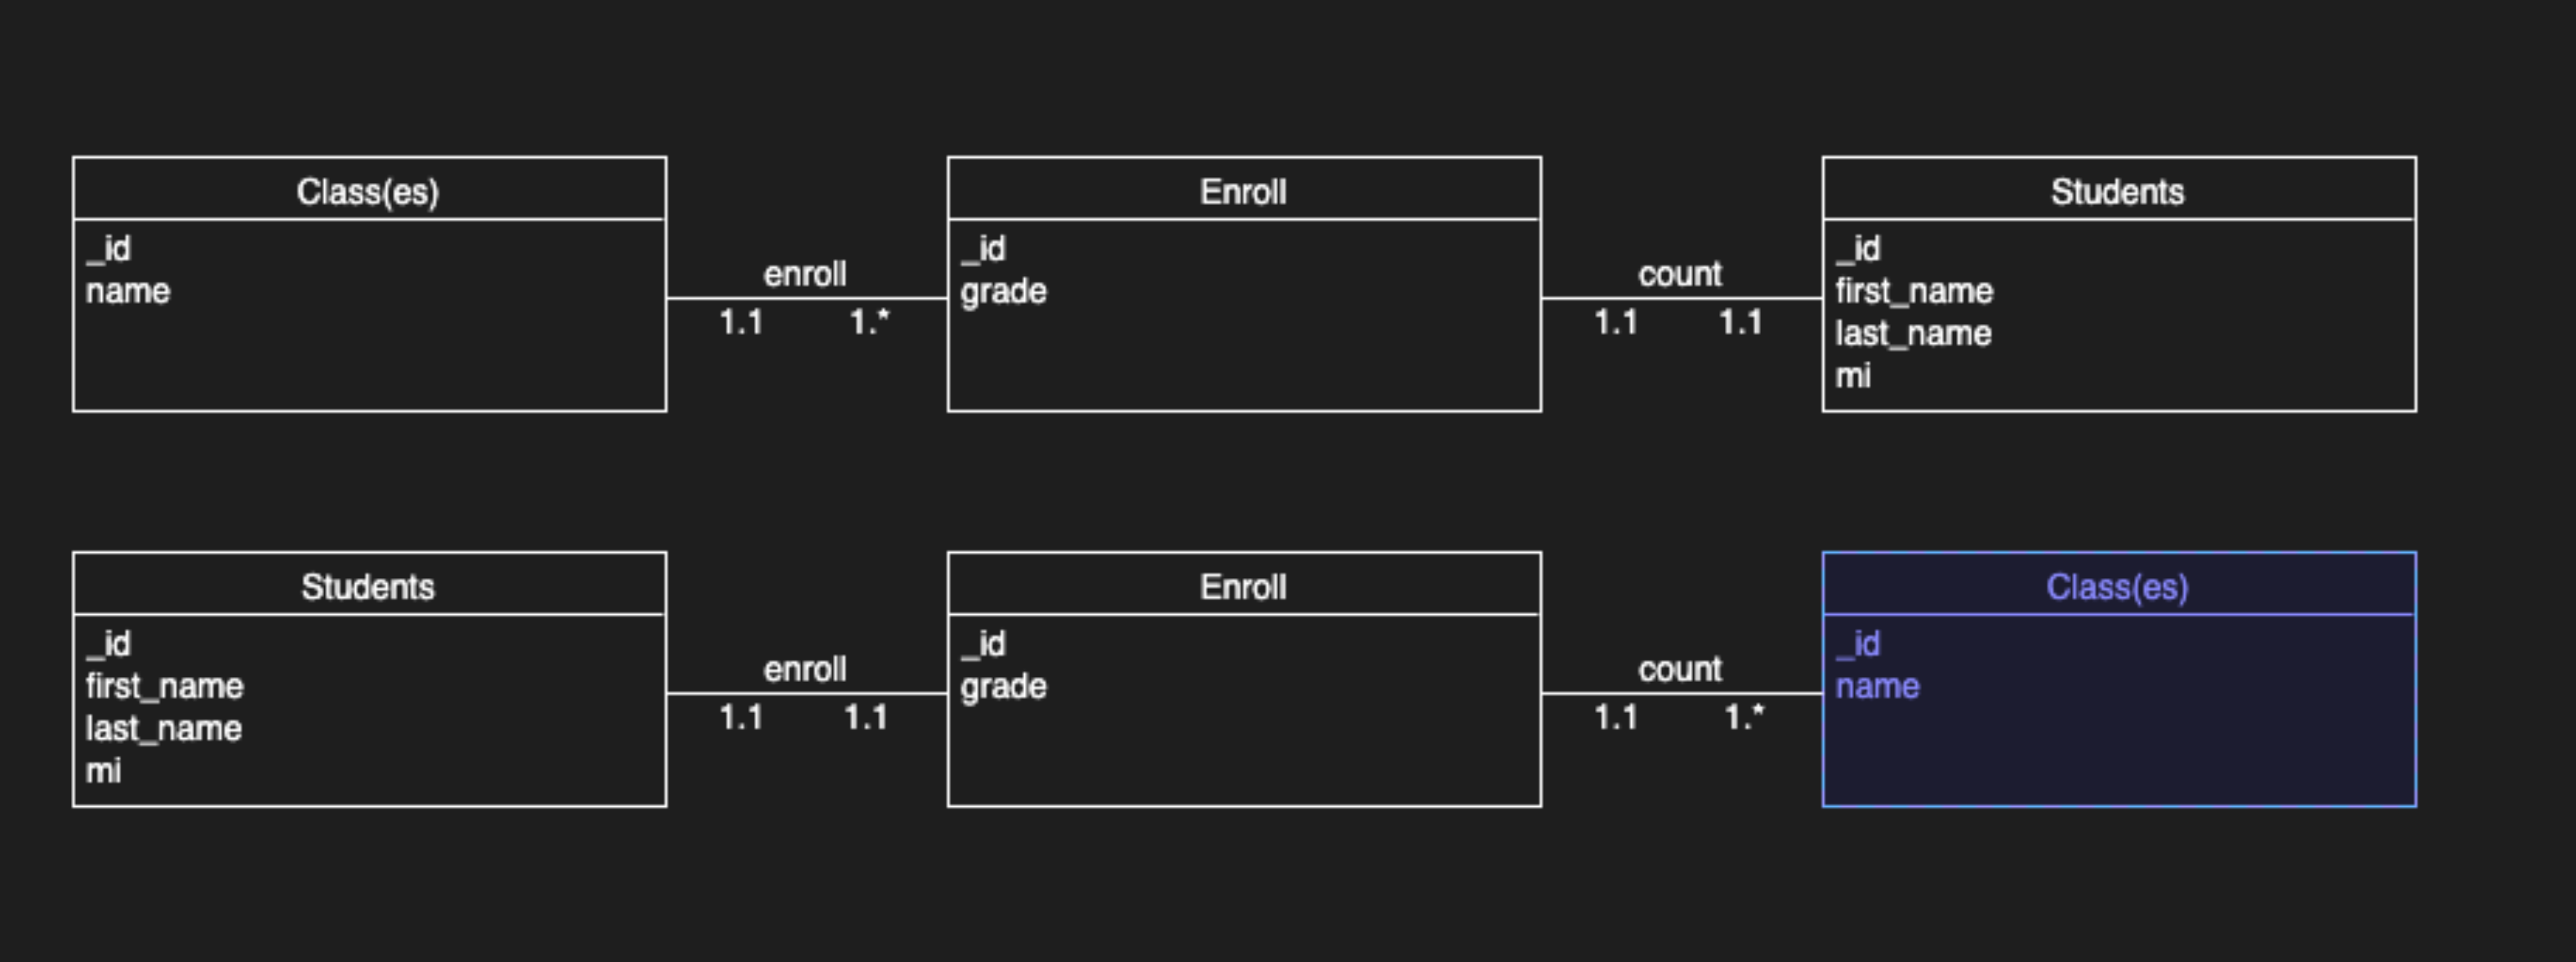 Class(es)
_id
name
enroll
1.1 1.*
Enroll
_id
grade
count
1.1 1.1
Students
_id
first_name
last_name
mi
Students
_id
first_name
last_name
mi
enroll
1.1 1.1
Enroll
_id
grade
count
1.1 1.*
Class(es)
_id
name